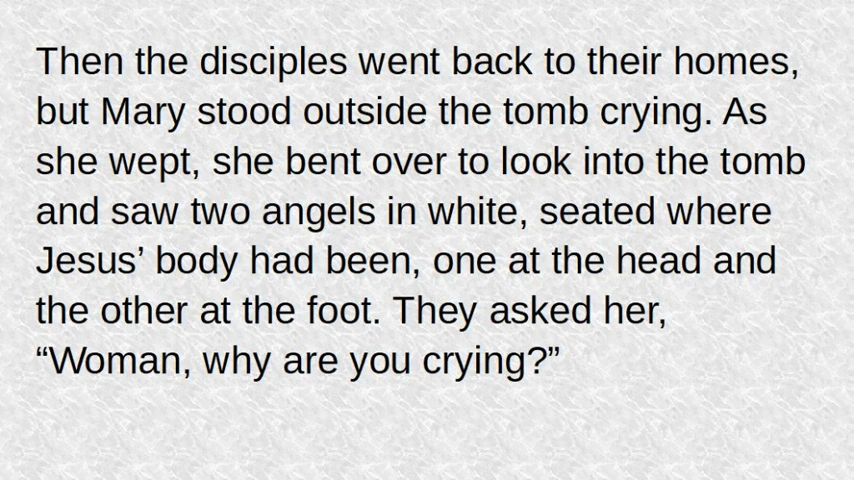 Then the disciples went back to their homes,
but Mary stood outside the tomb crying. As
she wept, she bent over to look into the tomb
and saw two angels in white, seated where
Jesus’ body had been, one at the head and
the other at the foot. They asked her,
“Woman, why are you crying?”